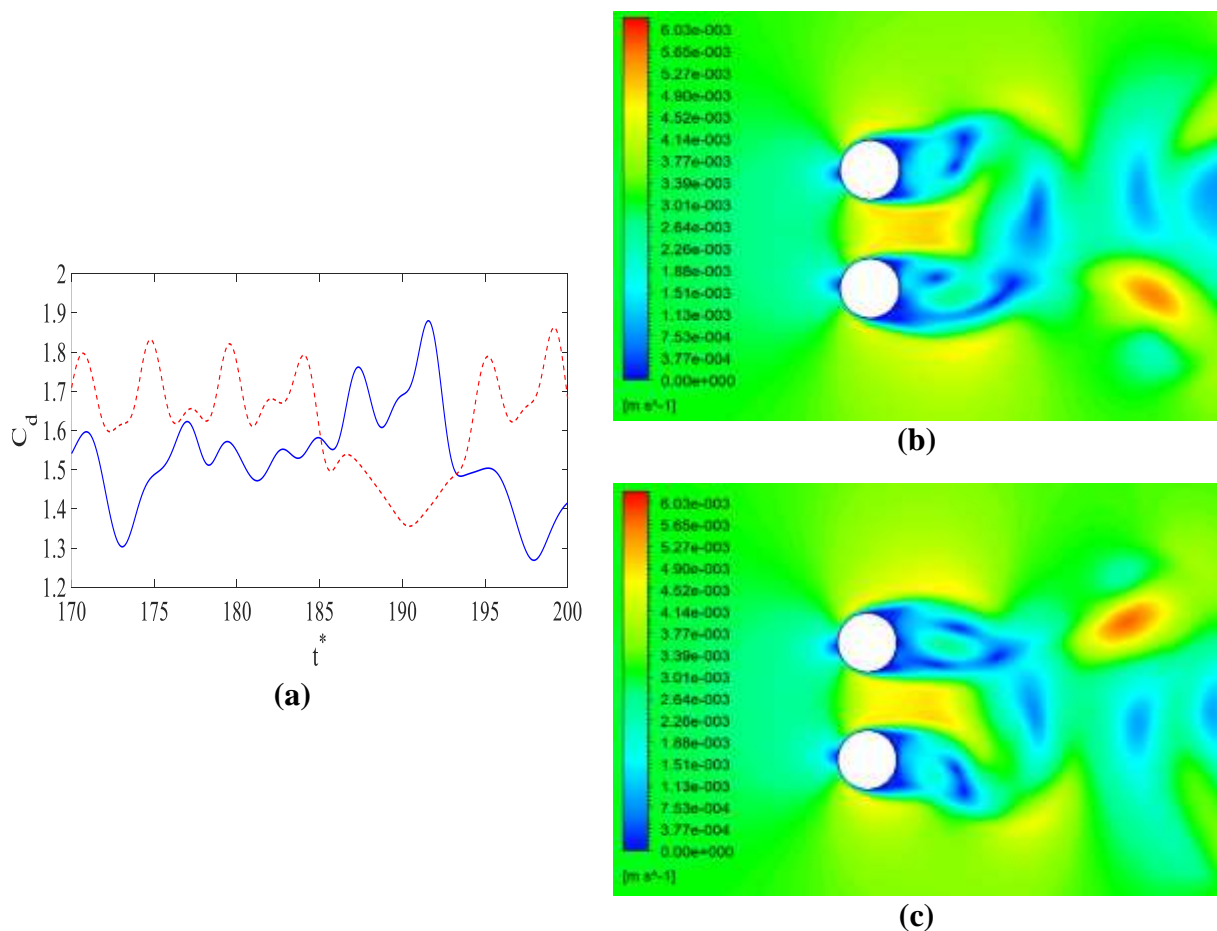 2
1.9
1.8
1.7
1.6
1.5
1.4
1.3
1.2
C_d
170 175 180 185 190 195 200
t*
(a)
6.03e-003
5.65e-003
5.27e-003
4.90e-003
4.52e-003
4.14e-003
3.77e-003
3.39e-003
3.01e-003
2.64e-003
2.26e-003
1.88e-003
1.51e-003
1.13e-003
7.53e-004
3.77e-004
0.00e+000
[m s^-1]
(b)
6.03e-003
5.65e-003
5.27e-003
4.90e-003
4.52e-003
4.14e-003
3.77e-003
3.39e-003
3.01e-003
2.64e-003
2.26e-003
1.88e-003
1.51e-003
1.13e-003
7.53e-004
3.77e-004
0.00e+000
[m s^-1]
(c)